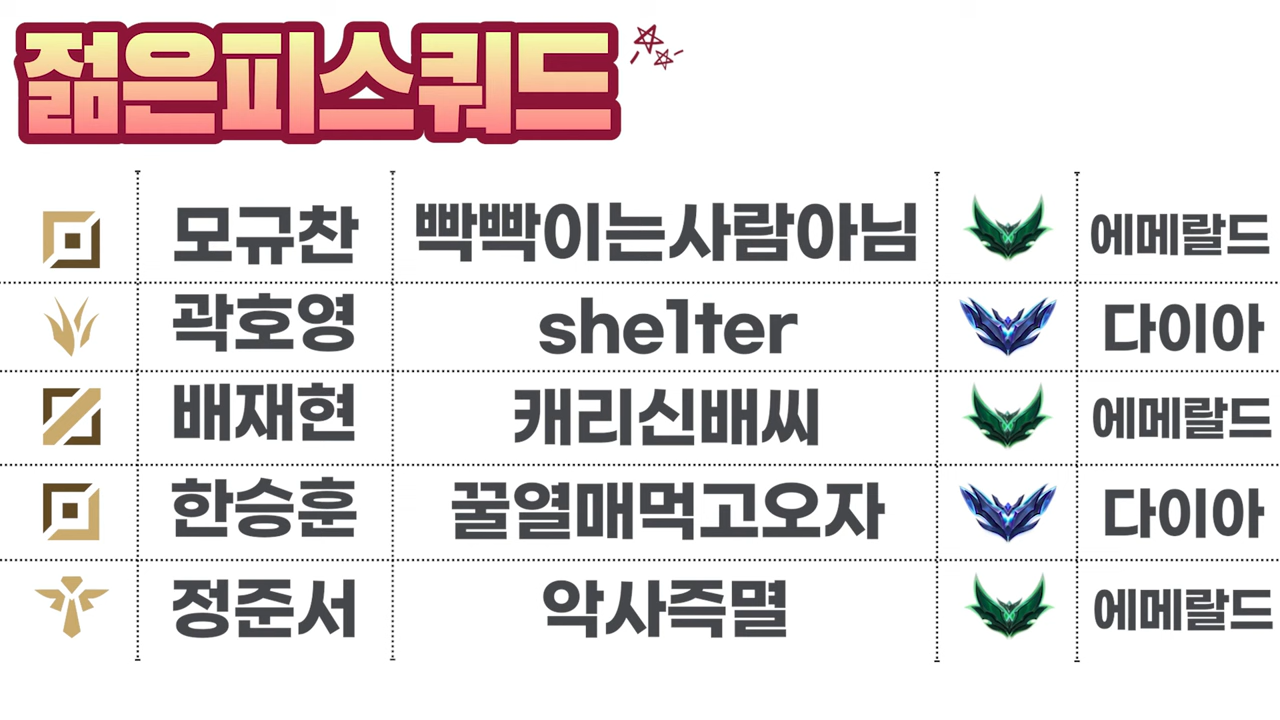 젊은피스쿼드
모규찬 빡빡이는사람아님 에메랄드
곽호영 she1ter 다이아
배재현 캐리신배씨 에메랄드
한승훈 꿀열매먹고오자 다이아
정준서 악사즉멸 에메랄드